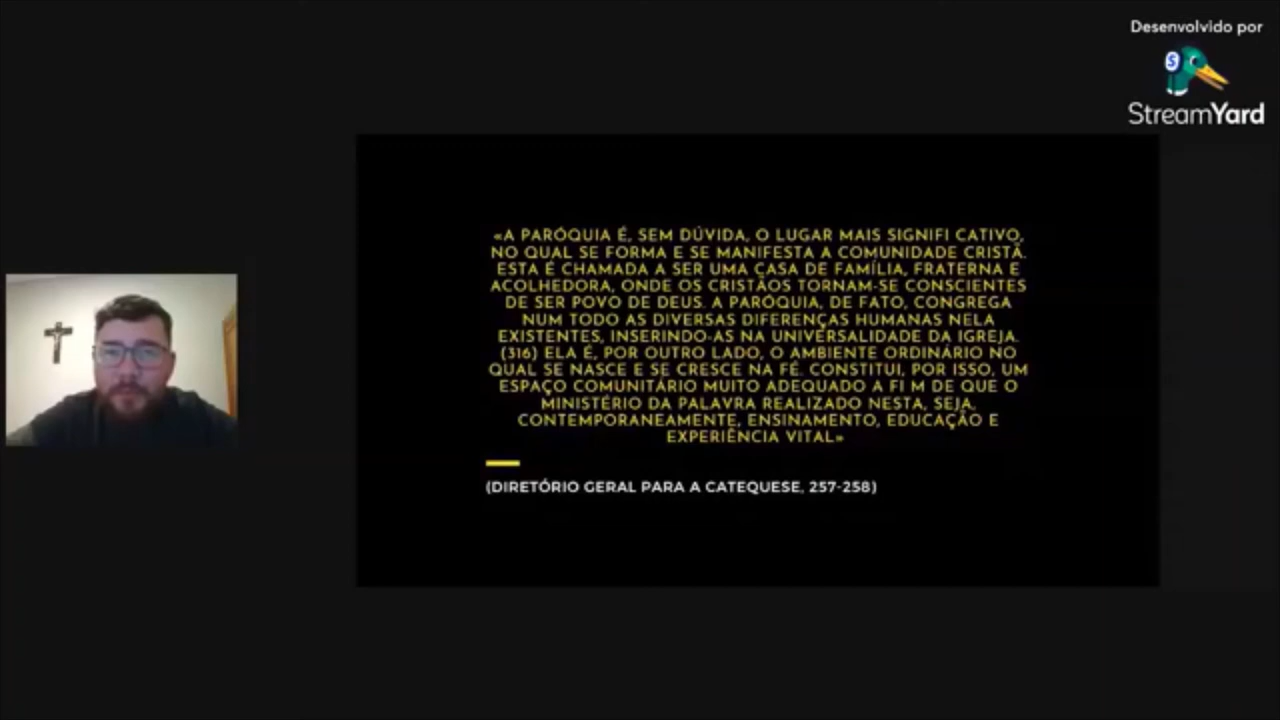 Desenvolvido por
StreamYard
«A PARÓQUIA É, SEM DÚVIDA, O LUGAR MAIS SIGNIFI CATIVO,
NO QUAL SE FORMA E SE MANIFESTA A COMUNIDADE CRISTÃ.
ESTA É CHAMADA A SER UMA CASA DE FAMÍLIA, FRATERNA E
ACOLHEDORA, ONDE OS CRISTÃOS TORNAM-SE CONSCIENTES
DE SER POVO DE DEUS. A PARÓQUIA, DE FATO, CONGREGA
NUM TODO AS DIVERSAS DIFERENÇAS HUMANAS NELA
EXISTENTES, INSERINDO-AS NA UNIVERSALIDADE DA IGREJA.
(316) ELA É, POR OUTRO LADO, O AMBIENTE ORDINÁRIO NO
QUAL SE NASCE E SE CRESCE NA FÉ. CONSTITUI, POR ISSO, UM
ESPAÇO COMUNITÁRIO MUITO ADEQUADO A FI M DE QUE O
MINISTÉRIO DA PALAVRA REALIZADO NESTA, SEJA,
CONTEMPORANEAMENTE, ENSINAMENTO, EDUCAÇÃO E
EXPERIÊNCIA VITAL»
(DIRETÓRIO GERAL PARA A CATEQUESE, 257-258)